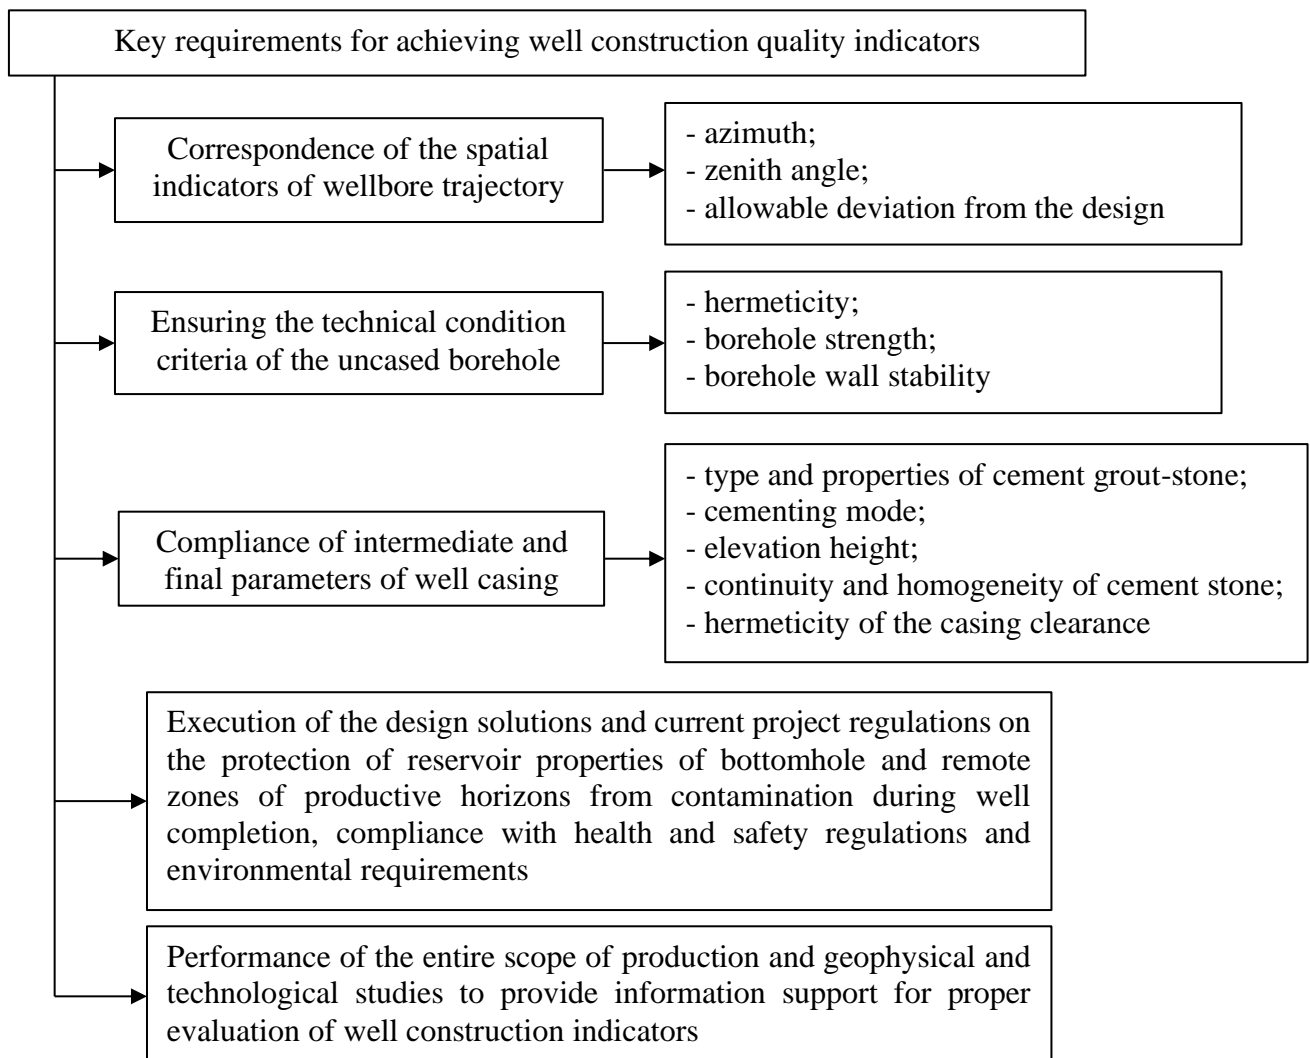 Key requirements for achieving well construction quality indicators
Correspondence of the spatial
indicators of wellbore trajectory
- azimuth;
- zenith angle;
- allowable deviation from the design
Ensuring the technical condition
criteria of the uncased borehole
- hermeticity;
- borehole strength;
- borehole wall stability
Compliance of intermediate and
final parameters of well casing
- type and properties of cement grout-stone;
- cementing mode;
- elevation height;
- continuity and homogeneity of cement stone;
- hermeticity of the casing clearance
Execution of the design solutions and current project regulations on
the protection of reservoir properties of bottomhole and remote
zones of productive horizons from contamination during well
completion, compliance with health and safety regulations and
environmental requirements
Performance of the entire scope of production and geophysical and
technological studies to provide information support for proper
evaluation of well construction indicators